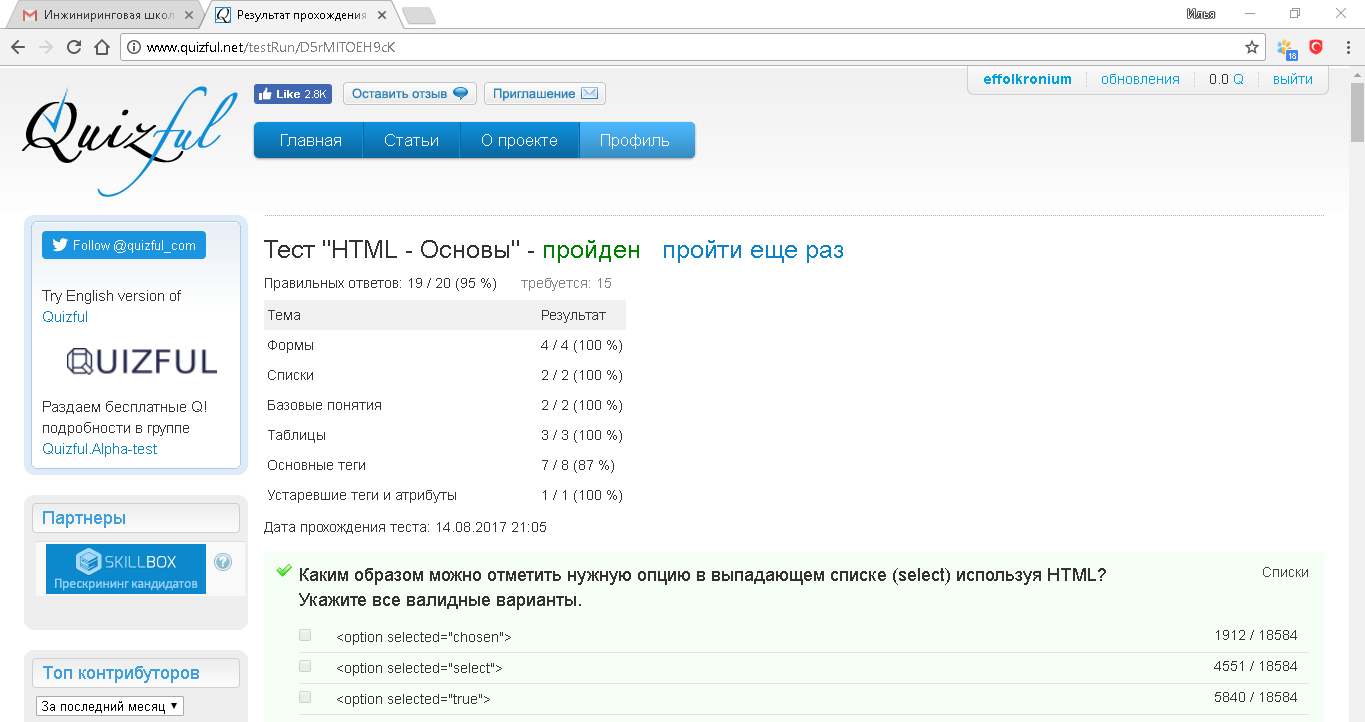 Инжиниринговая школ
Результат прохождения
Илья
www.quizful.net/testRun/D5rMlTOEH9cK
18
Quizful
Like 2.8K
Оставить отзыв
Приглашение
effolkronium
обновления
0.0 Q
выйти
Главная
Статьи
О проекте
Профиль
Follow @quizful_com
Try English version of
Quizful
QUIZFUL
Раздаем бесплатные Q!
подробности в группе
Quizful.Alpha-test
Партнеры
SKILLBOX
Прескрининг кандидатов
?
Топ контрибуторов
За последний месяц
Тест "HTML - Основы" - пройден пройти еще раз
Правильных ответов: 19 / 20 (95 %) требуется: 15
Тема Результат
Формы 4 / 4 (100 %)
Списки 2 / 2 (100 %)
Базовые понятия 2 / 2 (100 %)
Таблицы 3 / 3 (100 %)
Основные теги 7 / 8 (87 %)
Устаревшие теги и атрибуты 1 / 1 (100 %)
Дата прохождения теста: 14.08.2017 21:05
Каким образом можно отметить нужную опцию в выпадающем списке (select) используя HTML? Списки
Укажите все валидные варианты.
<option selected="chosen"> 1912 / 18584
<option selected="select"> 4551 / 18584
<option selected="true"> 5840 / 18584